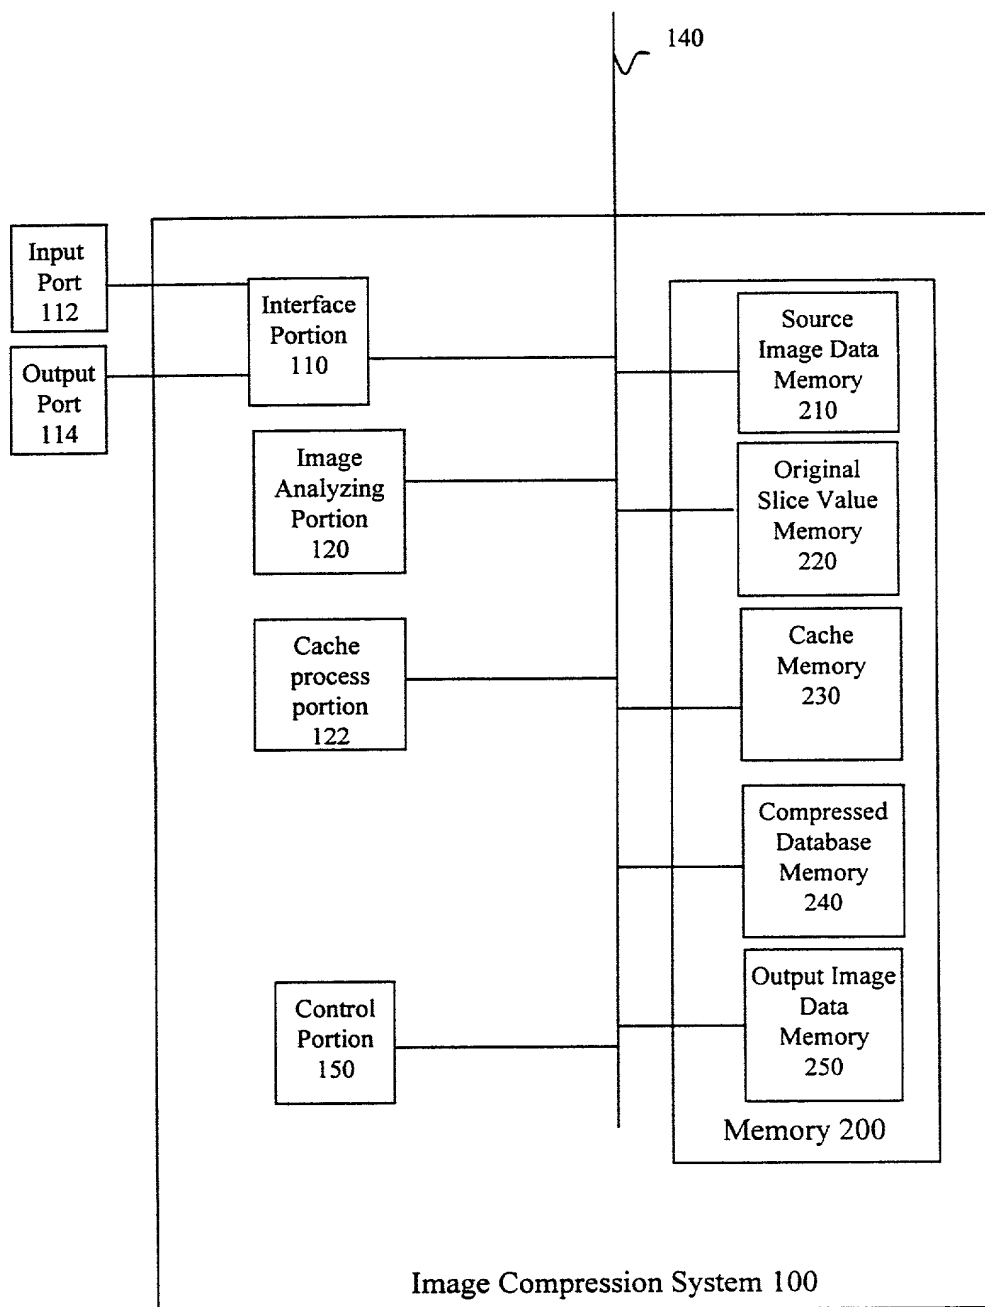 140
Input
Port
112
Output
Port
114
Interface
Portion
110
Image
Analyzing
Portion
120
Cache
process
portion
122
Control
Portion
150
Source
Image Data
Memory
210
Original
Slice Value
Memory
220
Cache
Memory
230
Compressed
Database
Memory
240
Output Image
Data
Memory
250
Memory 200
Image Compression System 100